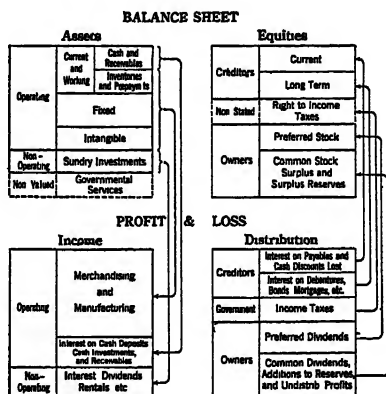 BALANCE SHEET
Assets
Operating
Current
and
Working
Cash and
Receivables
Inventories
and Prepayments
Fixed
Intangible
Non-
Operating
Sundry Investments
Non Valued
Governmental
Services
Equities
Creditors
Current
Long Term
Non Stated
Right to Income
Taxes
Owners
Preferred Stock
Common Stock
Surplus and
Surplus Reserves
PROFIT & LOSS
Income
Operating
Merchandising
and
Manufacturing
Interest on Cash Deposits
Cash Investments,
and Receivables
Non-
Operating
Interest Dividends
Rentals etc
Distribution
Creditors
Interest on Payables and
Cash Discounts Lost
Interest on Debentures,
Bonds Mortgages, etc.
Government
Income Taxes
Owners
Preferred Dividends
Common Dividends,
Additions to Reserves,
and Undistrib Profits